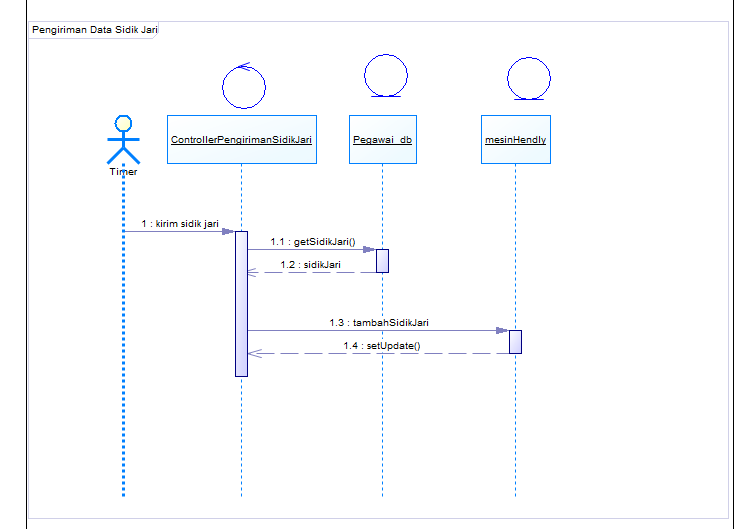 Pengiriman Data Sidik Jari
ControllerPengirimanSidikJari
Pegawai_db
mesinHendly
Timer
1 : kirim sidik jari
1.1 : getSidikJari()
1.2 : sidikJari
1.3 : tambahSidikJari
1.4 : setUpdate()